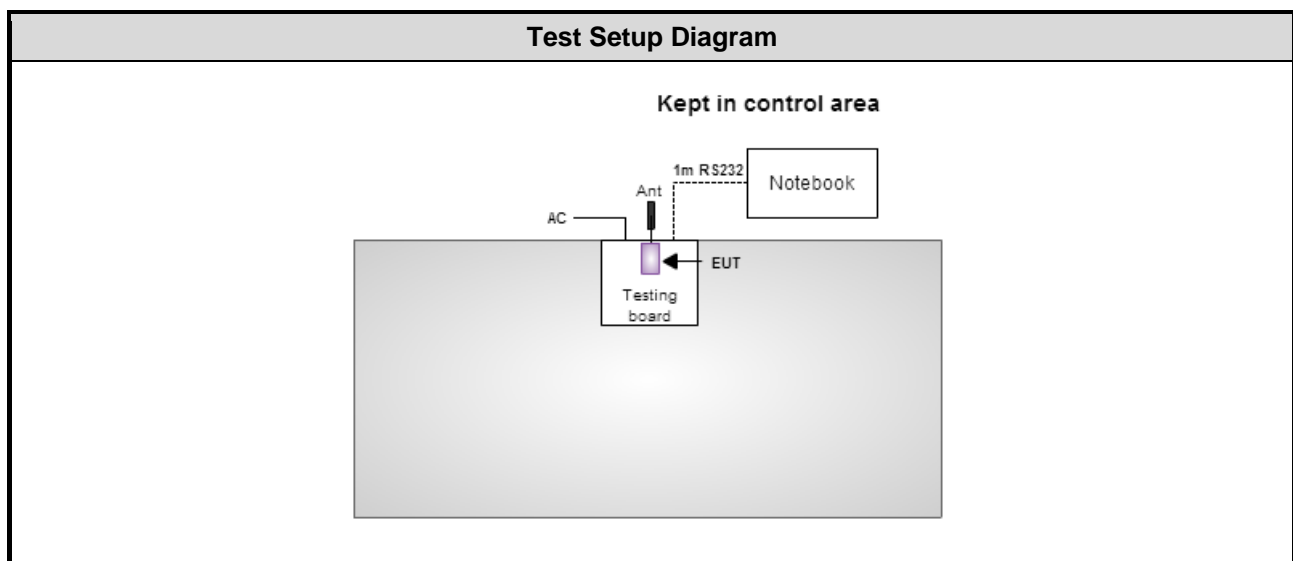 Test Setup Diagram
Kept in control area
1m RS232
Notebook
Ant
AC
EUT
Testing
board